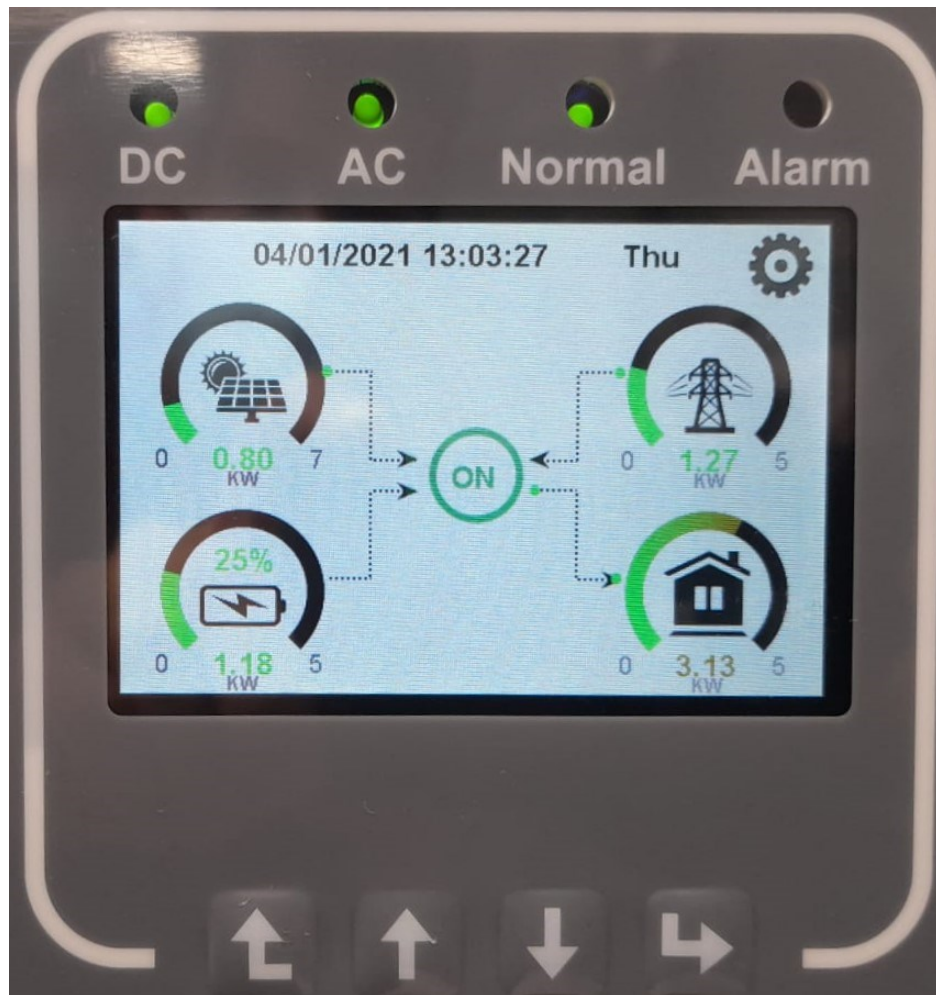 DC AC Normal Alarm
04/01/2021 13:03:27 Thu
0 0.80 7
KW
0 1.27 5
KW
ON
25%
0 1.18 5
KW
0 3.13 5
KW